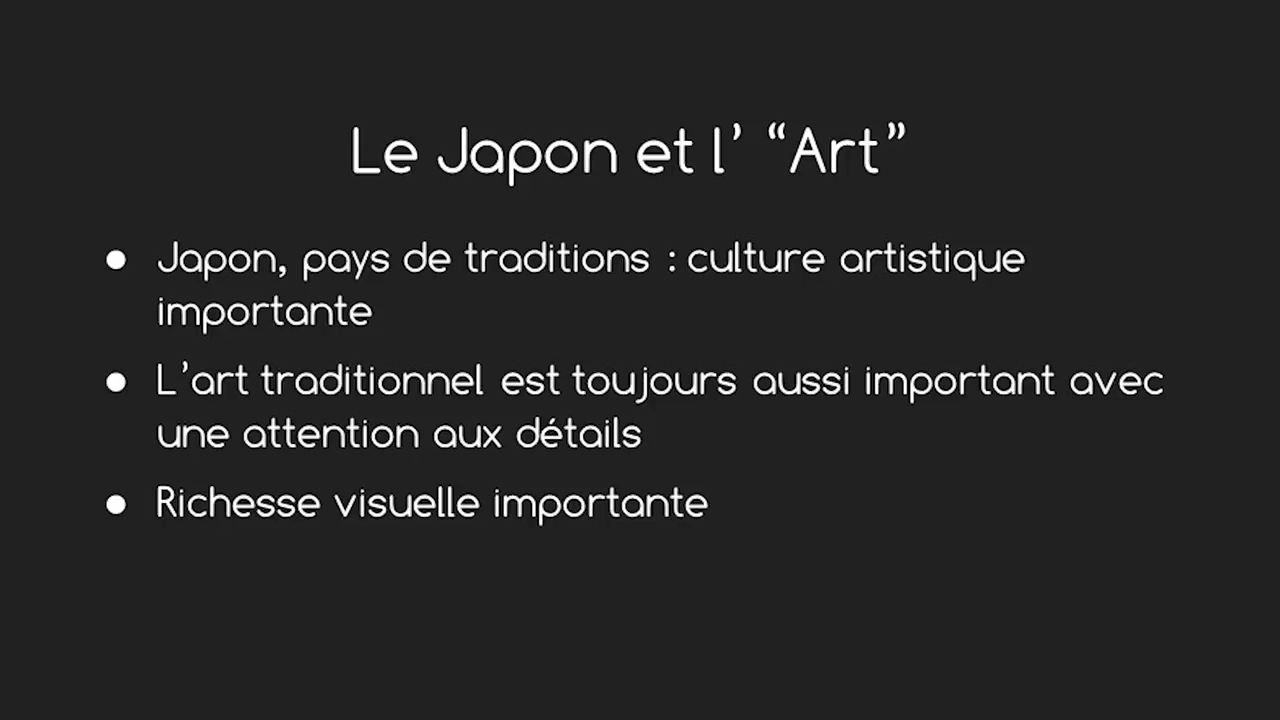 Le Japon et l’ “Art”
● Japon, pays de traditions : culture artistique
importante
● L’art traditionnel est toujours aussi important avec
une attention aux détails
● Richesse visuelle importante